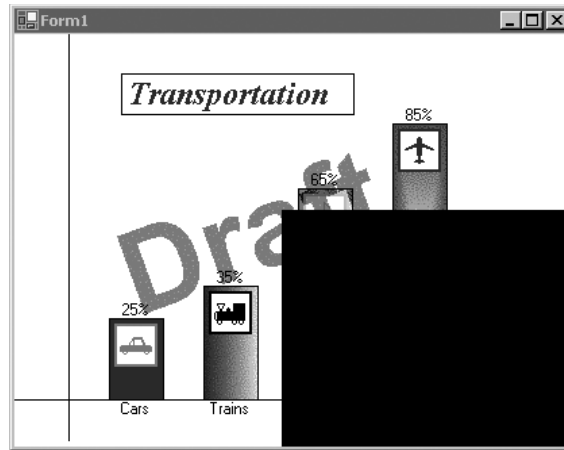 Form1
Transportation
85%
65%
Draft
35%
25%
Cars Trains